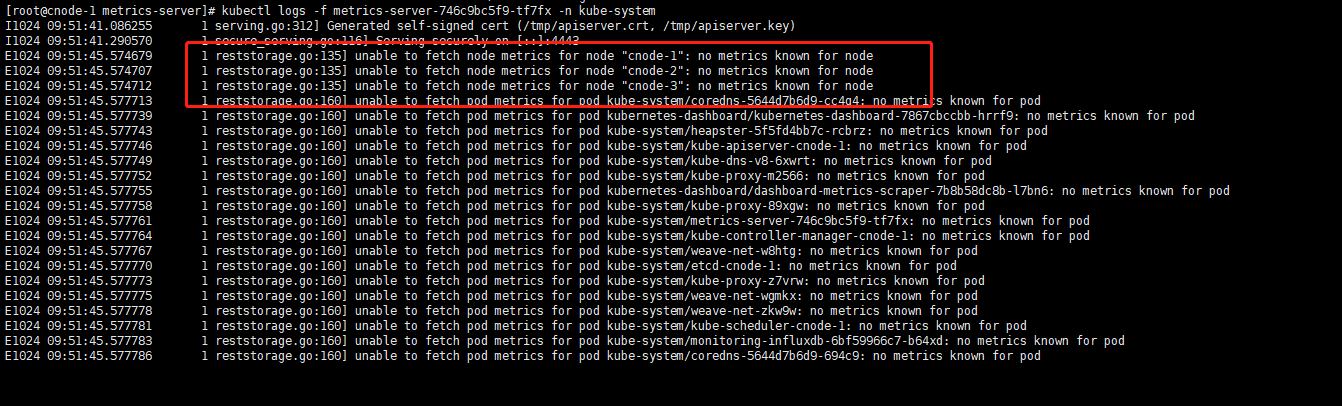 [root@cnode-1 metrics-server]# kubectl logs -f metrics-server-746c9bc5f9-tf7fx -n kube-system
I1024 09:51:41.086255       1 serving.go:312] Generated self-signed cert (/tmp/apiserver.crt, /tmp/apiserver.key)
I1024 09:51:41.290570       1 secure_serving.go:116] Serving securely on [::]:4443
E1024 09:51:45.574679       1 reststorage.go:135] unable to fetch node metrics for node "cnode-1": no metrics known for node
E1024 09:51:45.574707       1 reststorage.go:135] unable to fetch node metrics for node "cnode-2": no metrics known for node
E1024 09:51:45.574712       1 reststorage.go:135] unable to fetch node metrics for node "cnode-3": no metrics known for node
E1024 09:51:45.577713       1 reststorage.go:160] unable to fetch pod metrics for pod kube-system/coredns-5644d7b6d9-cc4q4: no metrics known for pod
E1024 09:51:45.577739       1 reststorage.go:160] unable to fetch pod metrics for pod kubernetes-dashboard/kubernetes-dashboard-7867cbccbb-hrrf9: no metrics known for pod
E1024 09:51:45.577743       1 reststorage.go:160] unable to fetch pod metrics for pod kube-system/heapster-5f5fd4bb7c-rcbrz: no metrics known for pod
E1024 09:51:45.577746       1 reststorage.go:160] unable to fetch pod metrics for pod kube-system/kube-apiserver-cnode-1: no metrics known for pod
E1024 09:51:45.577749       1 reststorage.go:160] unable to fetch pod metrics for pod kube-system/kube-dns-v8-6xwrt: no metrics known for pod
E1024 09:51:45.577752       1 reststorage.go:160] unable to fetch pod metrics for pod kube-system/kube-proxy-m2566: no metrics known for pod
E1024 09:51:45.577755       1 reststorage.go:160] unable to fetch pod metrics for pod kubernetes-dashboard/dashboard-metrics-scraper-7b8b58dc8b-l7bn6: no metrics known for pod
E1024 09:51:45.577758       1 reststorage.go:160] unable to fetch pod metrics for pod kube-system/kube-proxy-89xgw: no metrics known for pod
E1024 09:51:45.577761       1 reststorage.go:160] unable to fetch pod metrics for pod kube-system/metrics-server-746c9bc5f9-tf7fx: no metrics known for pod
E1024 09:51:45.577764       1 reststorage.go:160] unable to fetch pod metrics for pod kube-system/kube-controller-manager-cnode-1: no metrics known for pod
E1024 09:51:45.577767       1 reststorage.go:160] unable to fetch pod metrics for pod kube-system/weave-net-w8htg: no metrics known for pod
E1024 09:51:45.577770       1 reststorage.go:160] unable to fetch pod metrics for pod kube-system/etcd-cnode-1: no metrics known for pod
E1024 09:51:45.577773       1 reststorage.go:160] unable to fetch pod metrics for pod kube-system/kube-proxy-z7vrw: no metrics known for pod
E1024 09:51:45.577775       1 reststorage.go:160] unable to fetch pod metrics for pod kube-system/weave-net-wgmkx: no metrics known for pod
E1024 09:51:45.577778       1 reststorage.go:160] unable to fetch pod metrics for pod kube-system/weave-net-zkw9w: no metrics known for pod
E1024 09:51:45.577781       1 reststorage.go:160] unable to fetch pod metrics for pod kube-system/kube-scheduler-cnode-1: no metrics known for pod
E1024 09:51:45.577783       1 reststorage.go:160] unable to fetch pod metrics for pod kube-system/monitoring-influxdb-6bf59966c7-b64xd: no metrics known for pod
E1024 09:51:45.577786       1 reststorage.go:160] unable to fetch pod metrics for pod kube-system/coredns-5644d7b6d9-694c9: no metrics known for pod